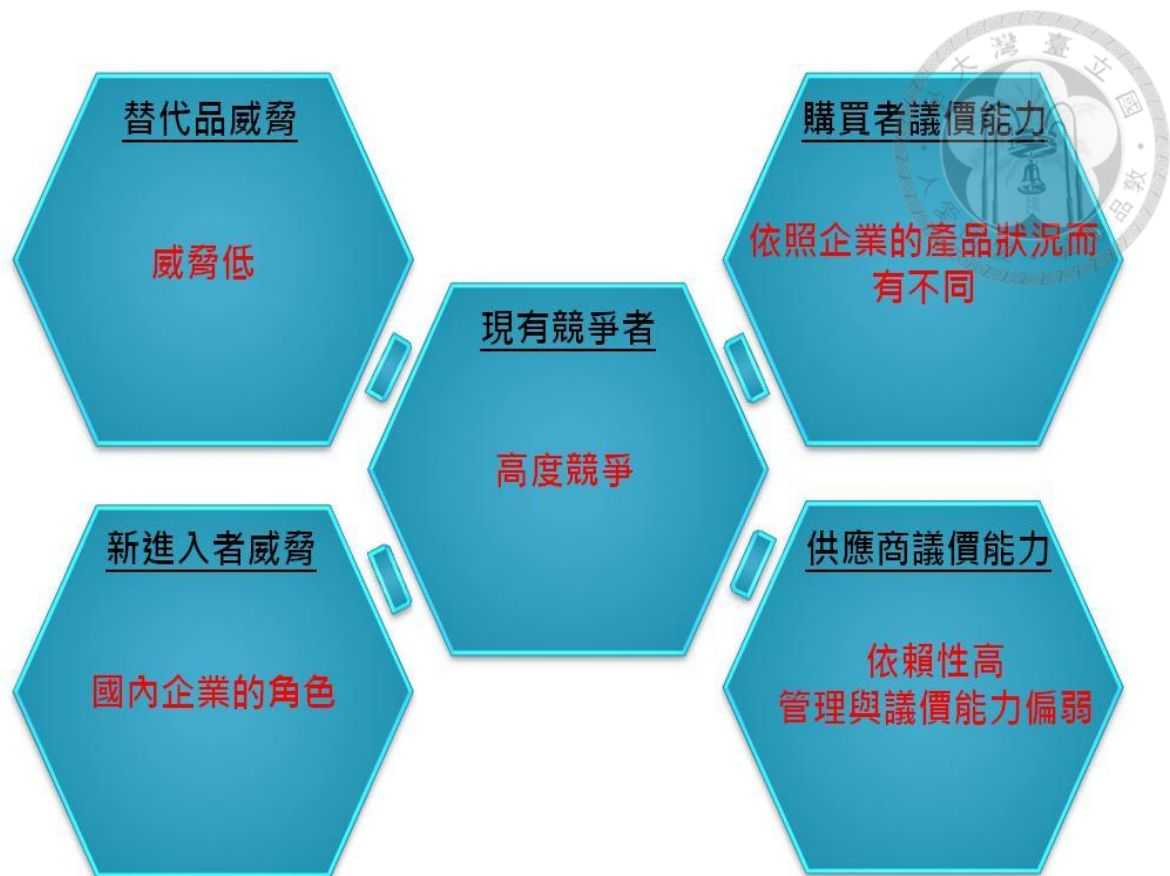 替代品威脅
威脅低
購買者議價能力
依照企業的產品狀況而
有不同
現有競爭者
高度競爭
新進入者威脅
國內企業的角色
供應商議價能力
依賴性高
管理與議價能力偏弱